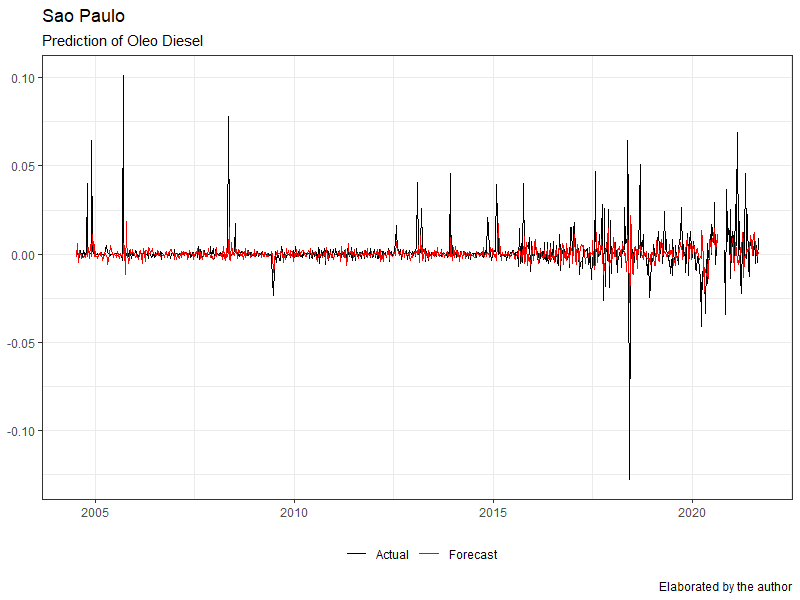 Sao Paulo
Prediction of Oleo Diesel
0.10
0.05
0.00
-0.05
-0.10
2005 2010 2015 2020
Actual Forecast
Elaborated by the author